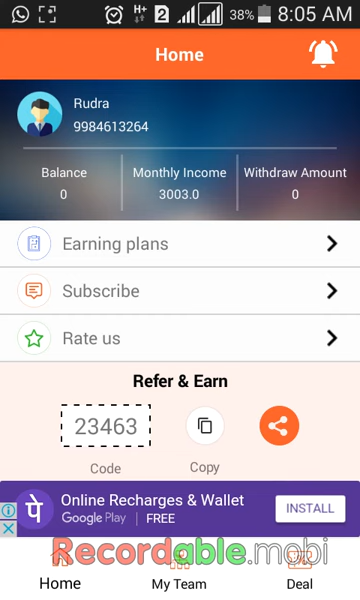 H+ 2 38% 8:05 AM
Home
Rudra
9984613264
Balance Monthly Income Withdraw Amount
0 3003.0 0
Earning plans
Subscribe
Rate us
Refer & Earn
23463
Code Copy
पे Online Recharges & Wallet INSTALL
Google Play | FREE
Recordable.mobi
Home My Team Deal